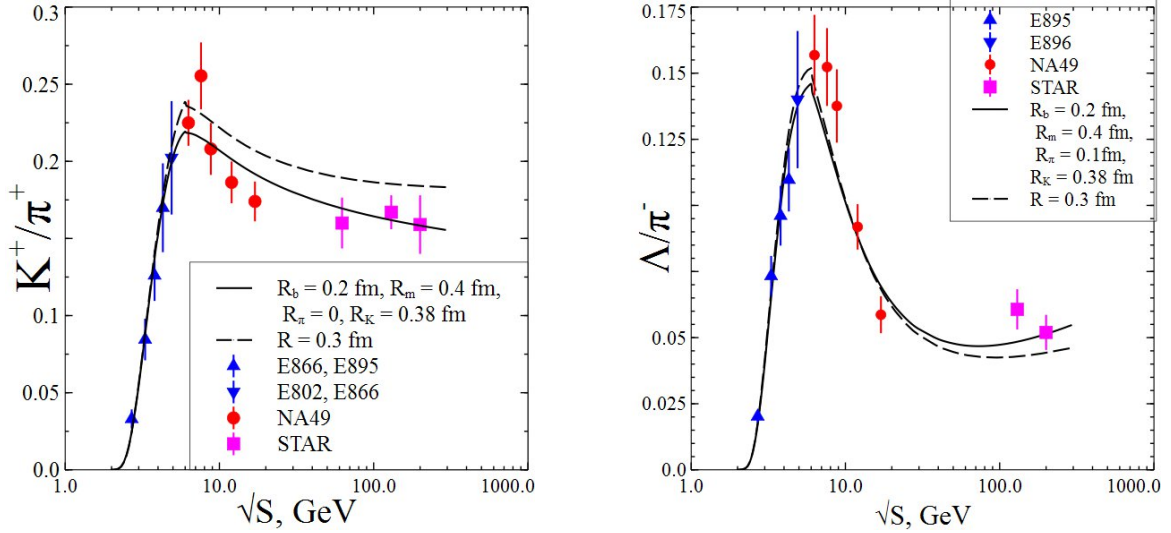 0.3
0.25
0.2
0.15
0.1
0.05
0.0
K⁺/π⁺
1.0
10.0
100.0
1000.0
√S, GeV
R_b = 0.2 fm, R_m = 0.4 fm,
R_π = 0, R_K = 0.38 fm
R = 0.3 fm
E866, E895
E802, E866
NA49
STAR
0.175
0.15
0.125
0.1
0.075
0.05
0.025
0.0
Λ/π⁻
1.0
10.0
100.0
1000.0
√S, GeV
E895
E896
NA49
STAR
R_b = 0.2 fm,
R_m = 0.4 fm,
R_π = 0.1fm,
R_K = 0.38 fm
R = 0.3 fm